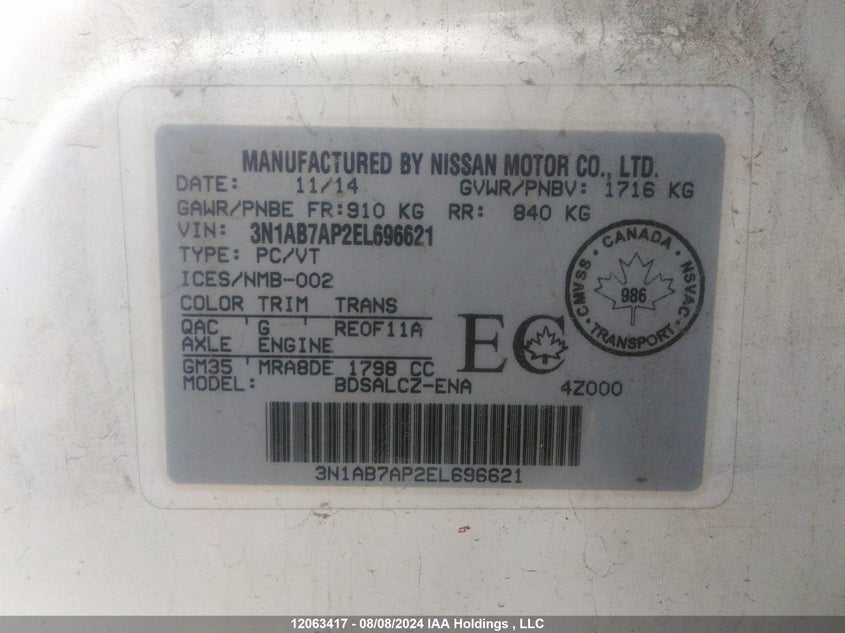 MANUFACTURED BY NISSAN MOTOR CO., LTD.
DATE: 11/14 GVWR/PNBV: 1716 KG
GAWR/PNBE FR:910 KG RR: 840 KG
VIN: 3N1AB7AP2EL696621
TYPE: PC/VT
ICES/NMB-002
COLOR TRIM TRANS
QAC G RE0F11A
AXLE ENGINE
GM35 MRA8DE 1798 CC
MODEL: BDSALCZ-ENA 4Z000
EC
CANADA
CMVSS 986 NSVAC
TRANSPORT
3N1AB7AP2EL696621
12063417 - 08/08/2024 IAA Holdings , LLC